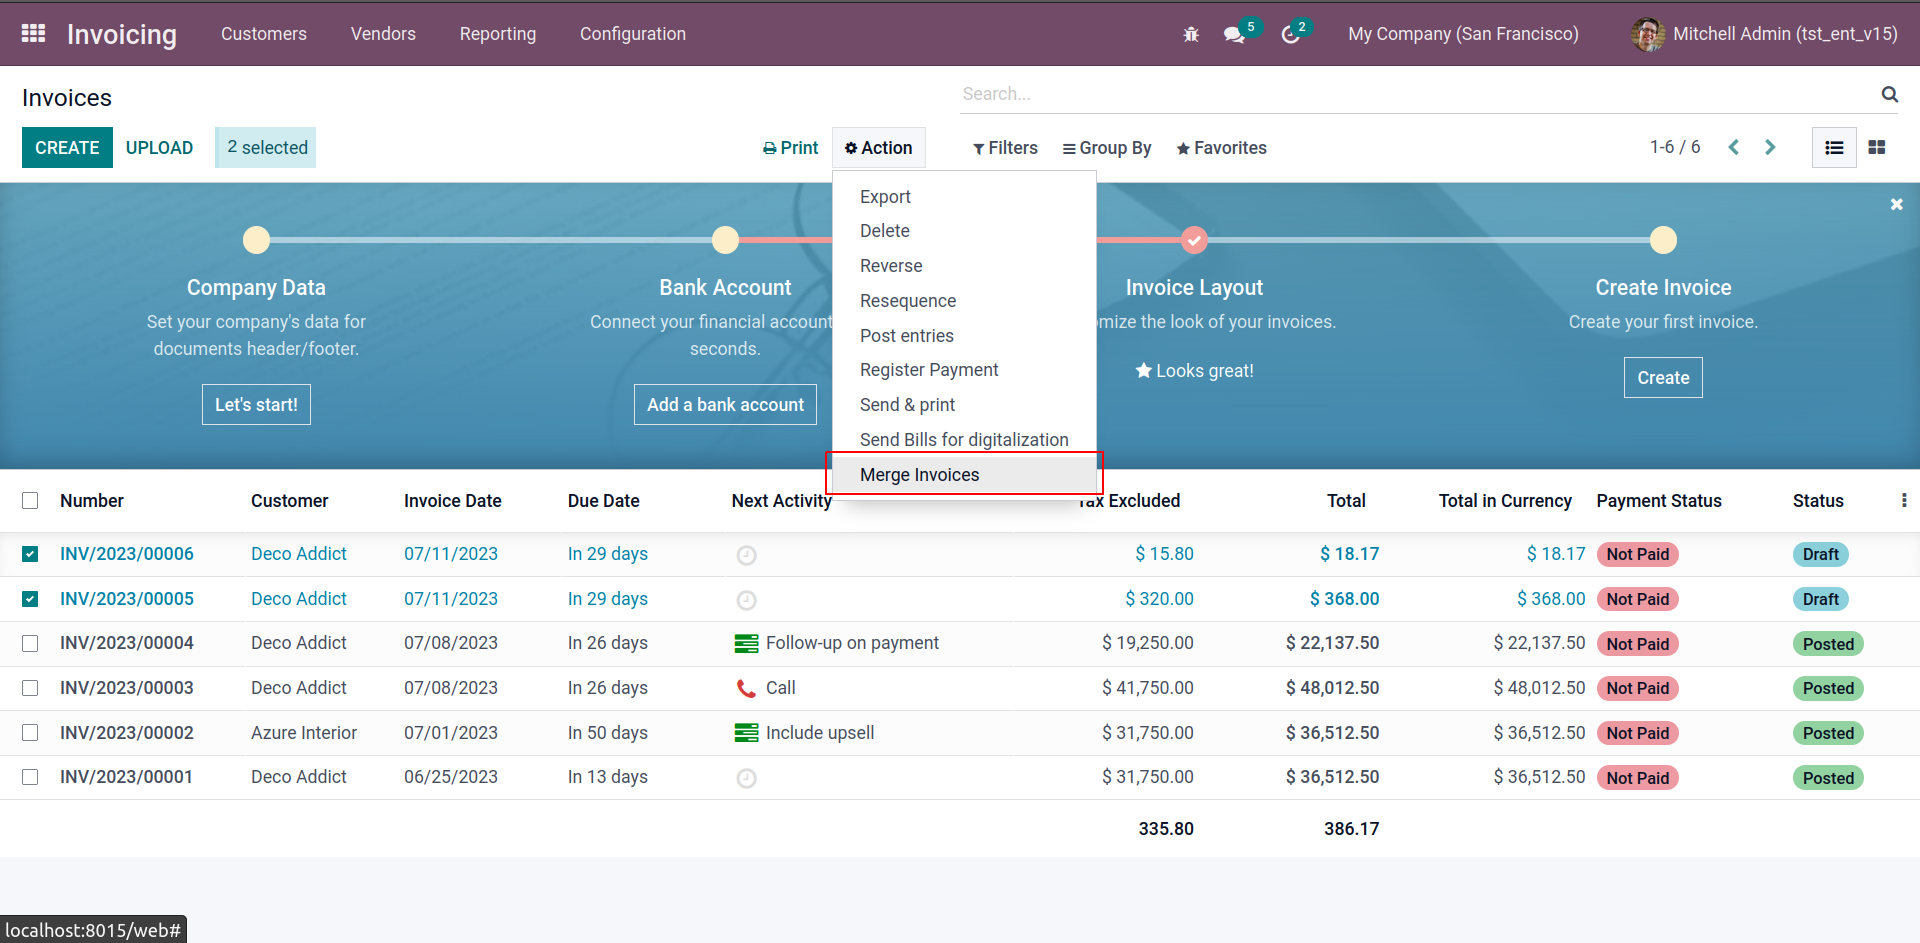 Invoicing Customers Vendors Reporting Configuration 5 2 My Company (San Francisco) Mitchell Admin (tst_ent_v15)
Invoices
Search...
CREATE UPLOAD 2 selected Print Action Filters Group By Favorites 1-6 / 6
Export
Delete
Reverse
Resequence
Post entries
Register Payment
Send & print
Send Bills for digitalization
Merge Invoices
Company Data
Set your company's data for
documents header/footer.
Let's start!
Bank Account
Connect your financial account
seconds.
Add a bank account
Invoice Layout
omize the look of your invoices.
Looks great!
Create Invoice
Create your first invoice.
Create
Number Customer Invoice Date Due Date Next Activity Tax Excluded Total Total in Currency Payment Status Status
INV/2023/00006 Deco Addict 07/11/2023 In 29 days $ 15.80 $ 18.17 $ 18.17 Not Paid Draft
INV/2023/00005 Deco Addict 07/11/2023 In 29 days $ 320.00 $ 368.00 $ 368.00 Not Paid Draft
INV/2023/00004 Deco Addict 07/08/2023 In 26 days Follow-up on payment $ 19,250.00 $ 22,137.50 $ 22,137.50 Not Paid Posted
INV/2023/00003 Deco Addict 07/08/2023 In 26 days Call $ 41,750.00 $ 48,012.50 $ 48,012.50 Not Paid Posted
INV/2023/00002 Azure Interior 07/01/2023 In 50 days Include upsell $ 31,750.00 $ 36,512.50 $ 36,512.50 Not Paid Posted
INV/2023/00001 Deco Addict 06/25/2023 In 13 days $ 31,750.00 $ 36,512.50 $ 36,512.50 Not Paid Posted
335.80 386.17
localhost:8015/web#